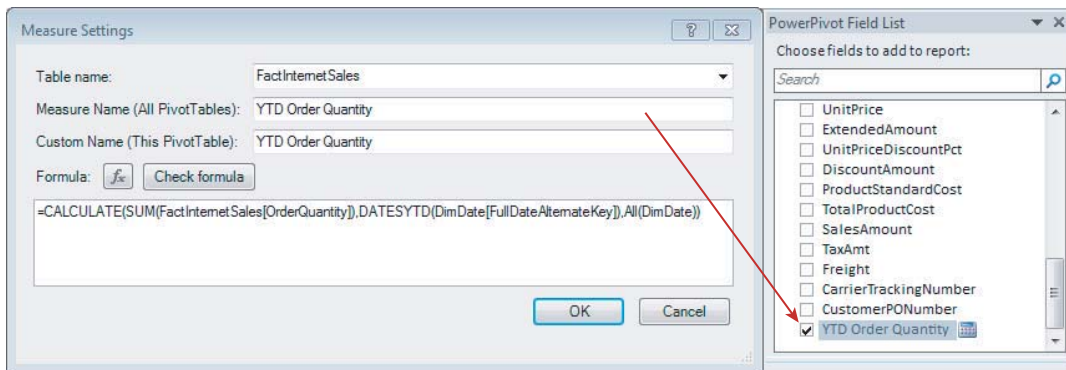 Measure Settings
Table name: FactInternetSales
Measure Name (All PivotTables): YTD Order Quantity
Custom Name (This PivotTable): YTD Order Quantity
Formula: fx Check formula
=CALCULATE(SUM(FactInternetSales[OrderQuantity]),DATESYTD(DimDate[FullDateAlternateKey]),All(DimDate))
OK Cancel
PowerPivot Field List
Choose fields to add to report:
Search
UnitPrice
ExtendedAmount
UnitPriceDiscountPct
DiscountAmount
ProductStandardCost
TotalProductCost
SalesAmount
TaxAmt
Freight
CarrierTrackingNumber
CustomerPONumber
YTD Order Quantity